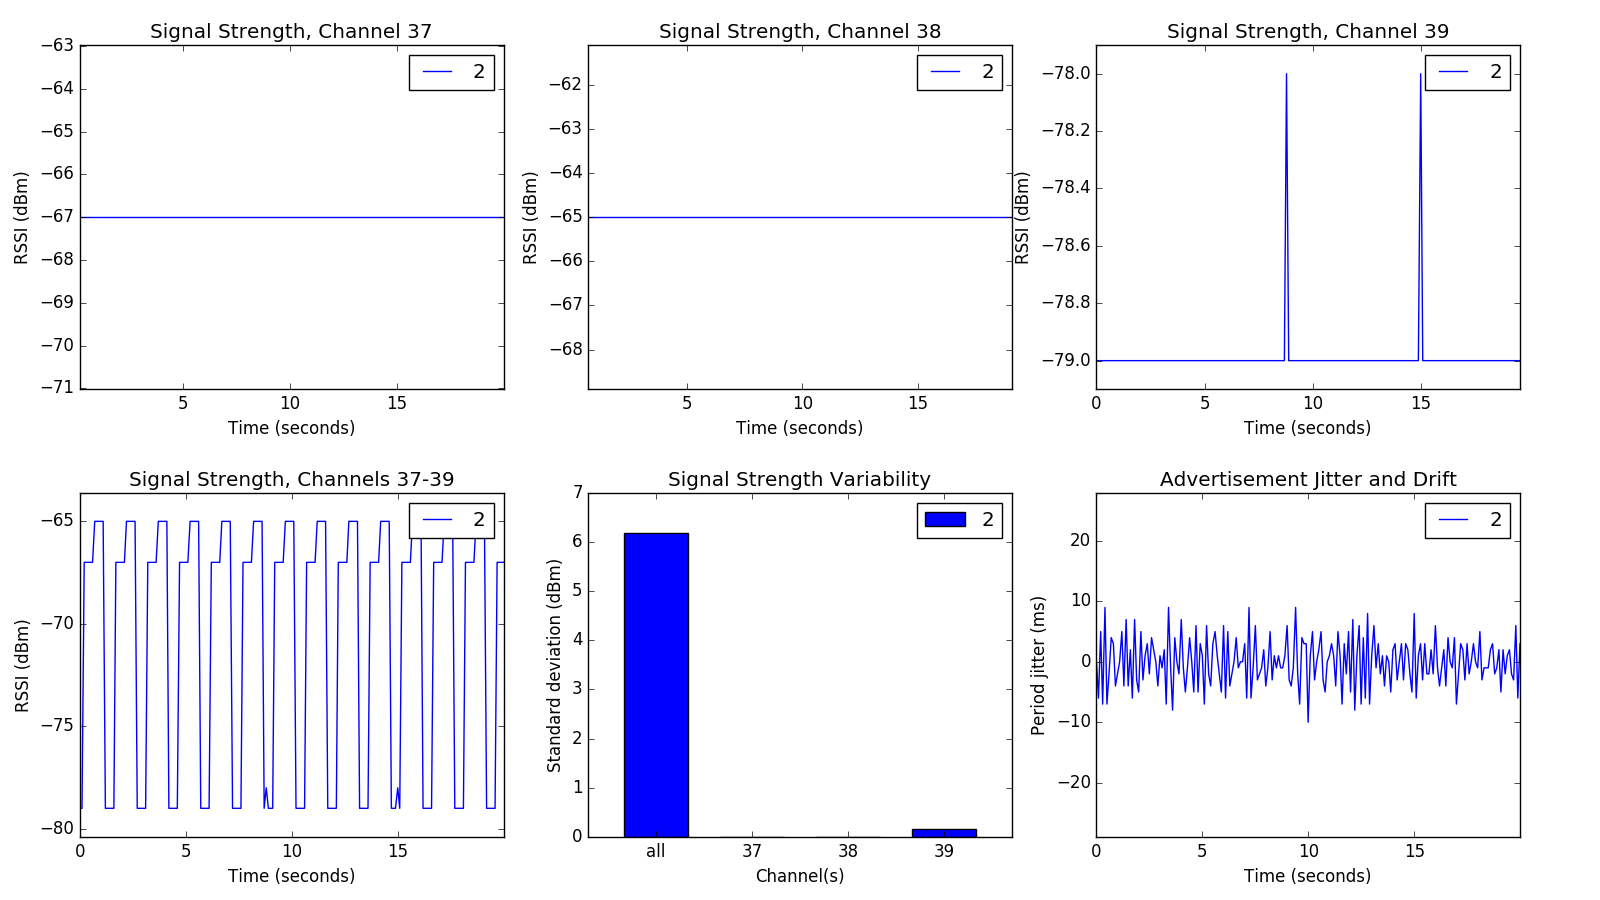 Signal Strength, Channel 37
2
−63
−64
−65
−66
−67
−68
−69
−70
−71
RSSI (dBm)
5 10 15
Time (seconds)
Signal Strength, Channel 38
2
−62
−63
−64
−65
−66
−67
−68
RSSI (dBm)
5 10 15
Time (seconds)
Signal Strength, Channel 39
2
−78.0
−78.2
−78.4
−78.6
−78.8
−79.0
RSSI (dBm)
0 5 10 15
Time (seconds)
Signal Strength, Channels 37-39
2
−65
−70
−75
−80
RSSI (dBm)
0 5 10 15
Time (seconds)
Signal Strength Variability
2
7
6
5
4
3
2
1
0
Standard deviation (dBm)
all 37 38 39
Channel(s)
Advertisement Jitter and Drift
2
20
10
0
−10
−20
Period jitter (ms)
0 5 10 15
Time (seconds)